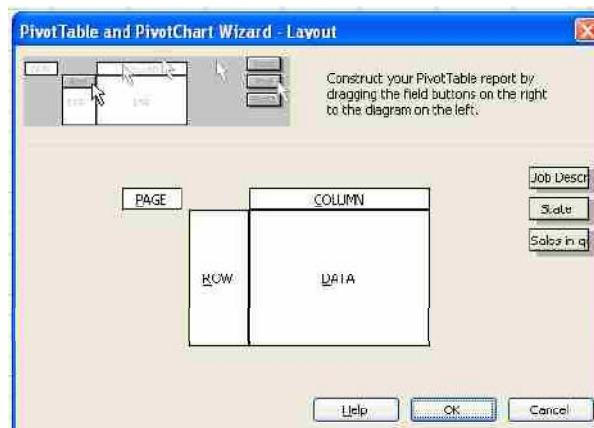 PivotTable and PivotChart Wizard - Layout
Construct your PivotTable report by
dragging the field buttons on the right
to the diagram on the left.
PAGE
COLUMN
ROW
DATA
Job Descr
State
Sales in q
Help
OK
Cancel